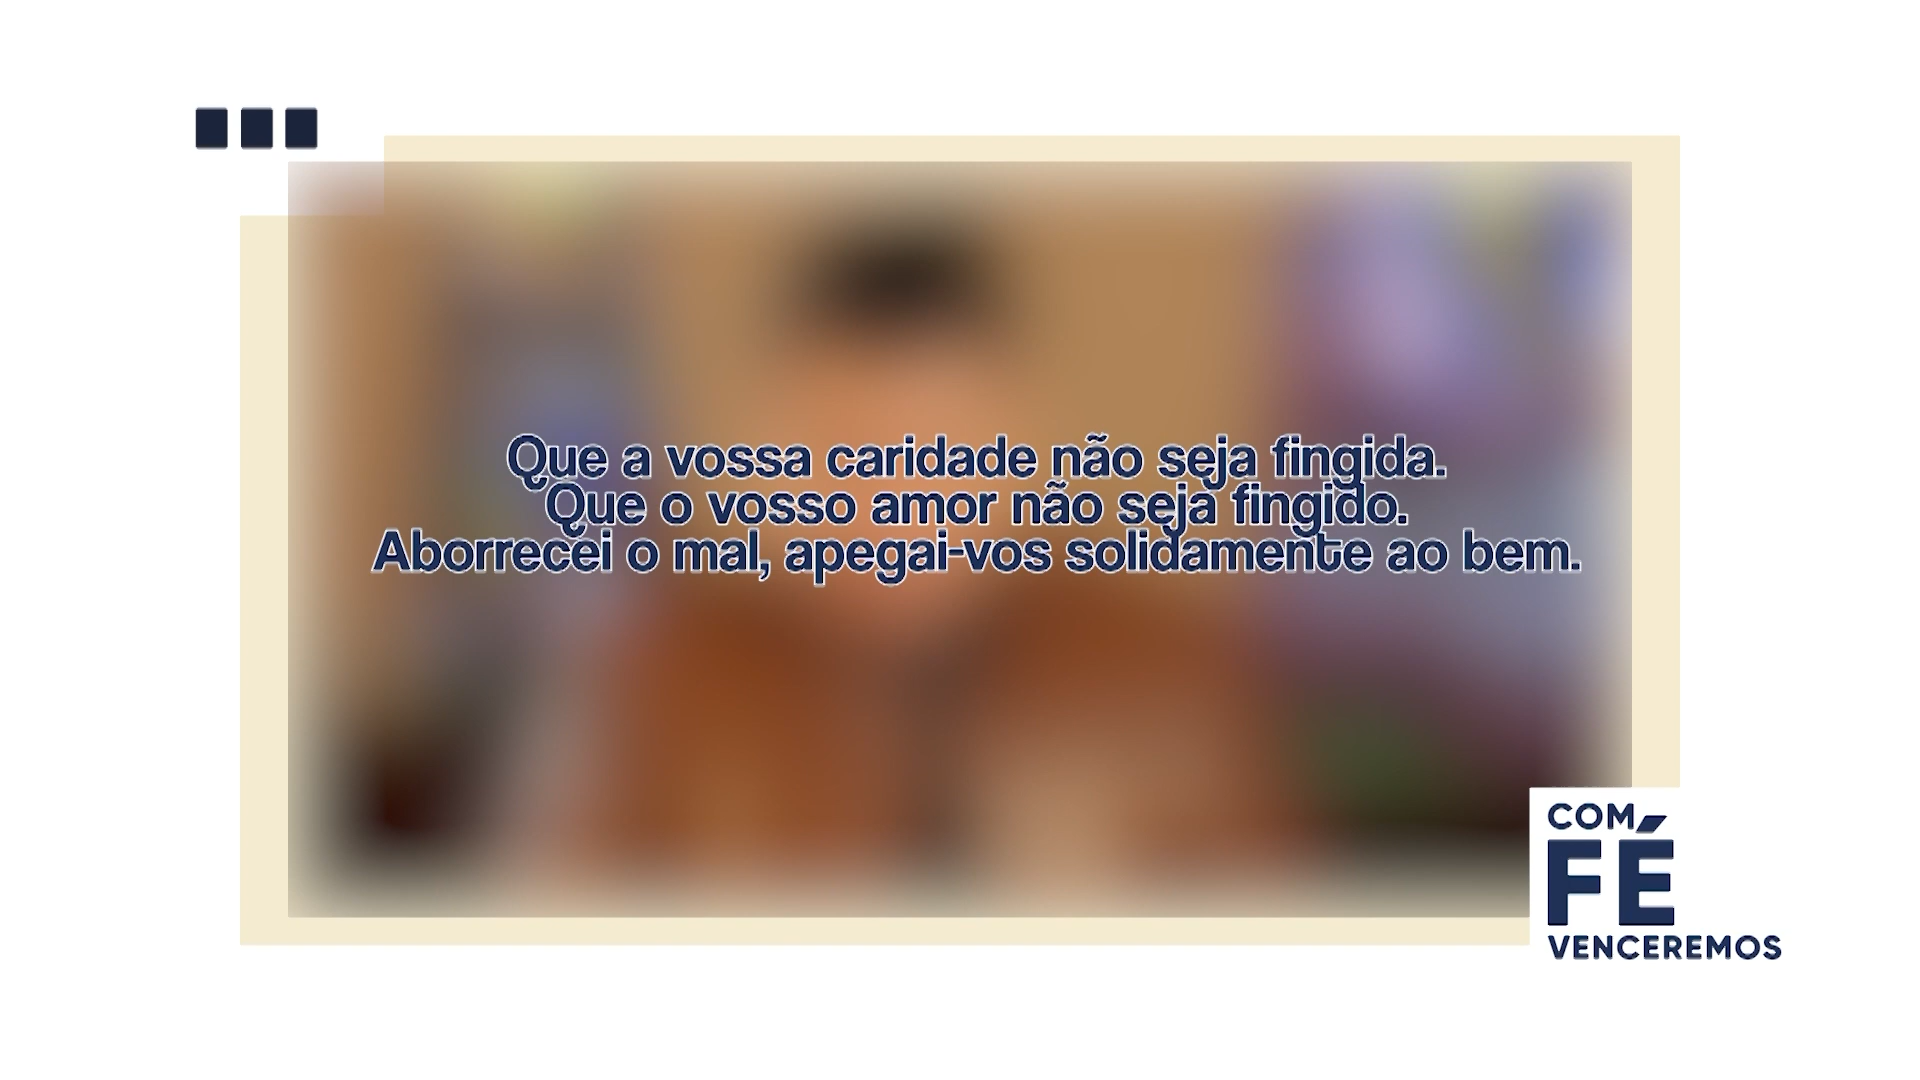 Que a vossa caridade não seja fingida.
Que o vosso amor não seja fingido.
Aborrecei o mal, apegai-vos solidamente ao bem.
COM
FÉ
VENCEREMOS